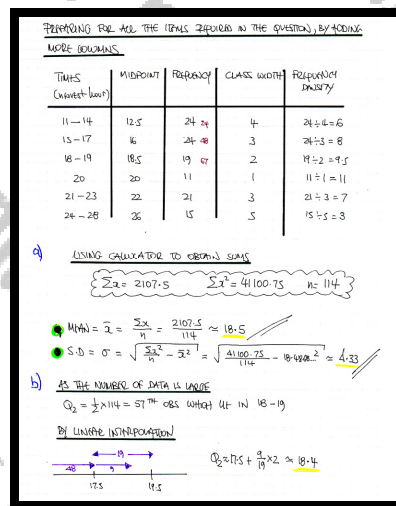 PREPARING FOR ALL THE ITEMS REQUIRED IN THE QUESTION, BY ADDING
MORE COLUMNS
TIMES (nearest hour) MIDPOINT FREQUENCY CLASS WIDTH FREQUENCY DENSITY
11 — 14 12.5 24 24 4 24 ÷ 4 = 6
15 — 17 16 24 48 3 24 ÷ 3 = 8
18 — 19 18.5 19 67 2 19 ÷ 2 = 9.5
20 20 11 1 11 ÷ 1 = 11
21 — 23 22 21 3 21 ÷ 3 = 7
24 — 28 26 15 5 15 ÷ 5 = 3
a) USING CALCULATOR TO OBTAIN SUMS
Σx = 2107.5 Σx² = 41100.75 n = 114
MEAN = x̄ = Σx/n = 2107.5/114 ≈ 18.5
S.D = σ = √(Σx²/n − x̄²) = √(41100.75/114 − 18.4868...²) ≈ 4.33
b) AS THE NUMBER OF DATA IS LARGE
Q₂ = ½ × 114 = 57TH OBS WHICH LIE IN 18 – 19
BY LINEAR INTERPOLATION
19
48 9
17.5 19.5
Q₂ ≈ 17.5 + 9/19 × 2 ≈ 18.4